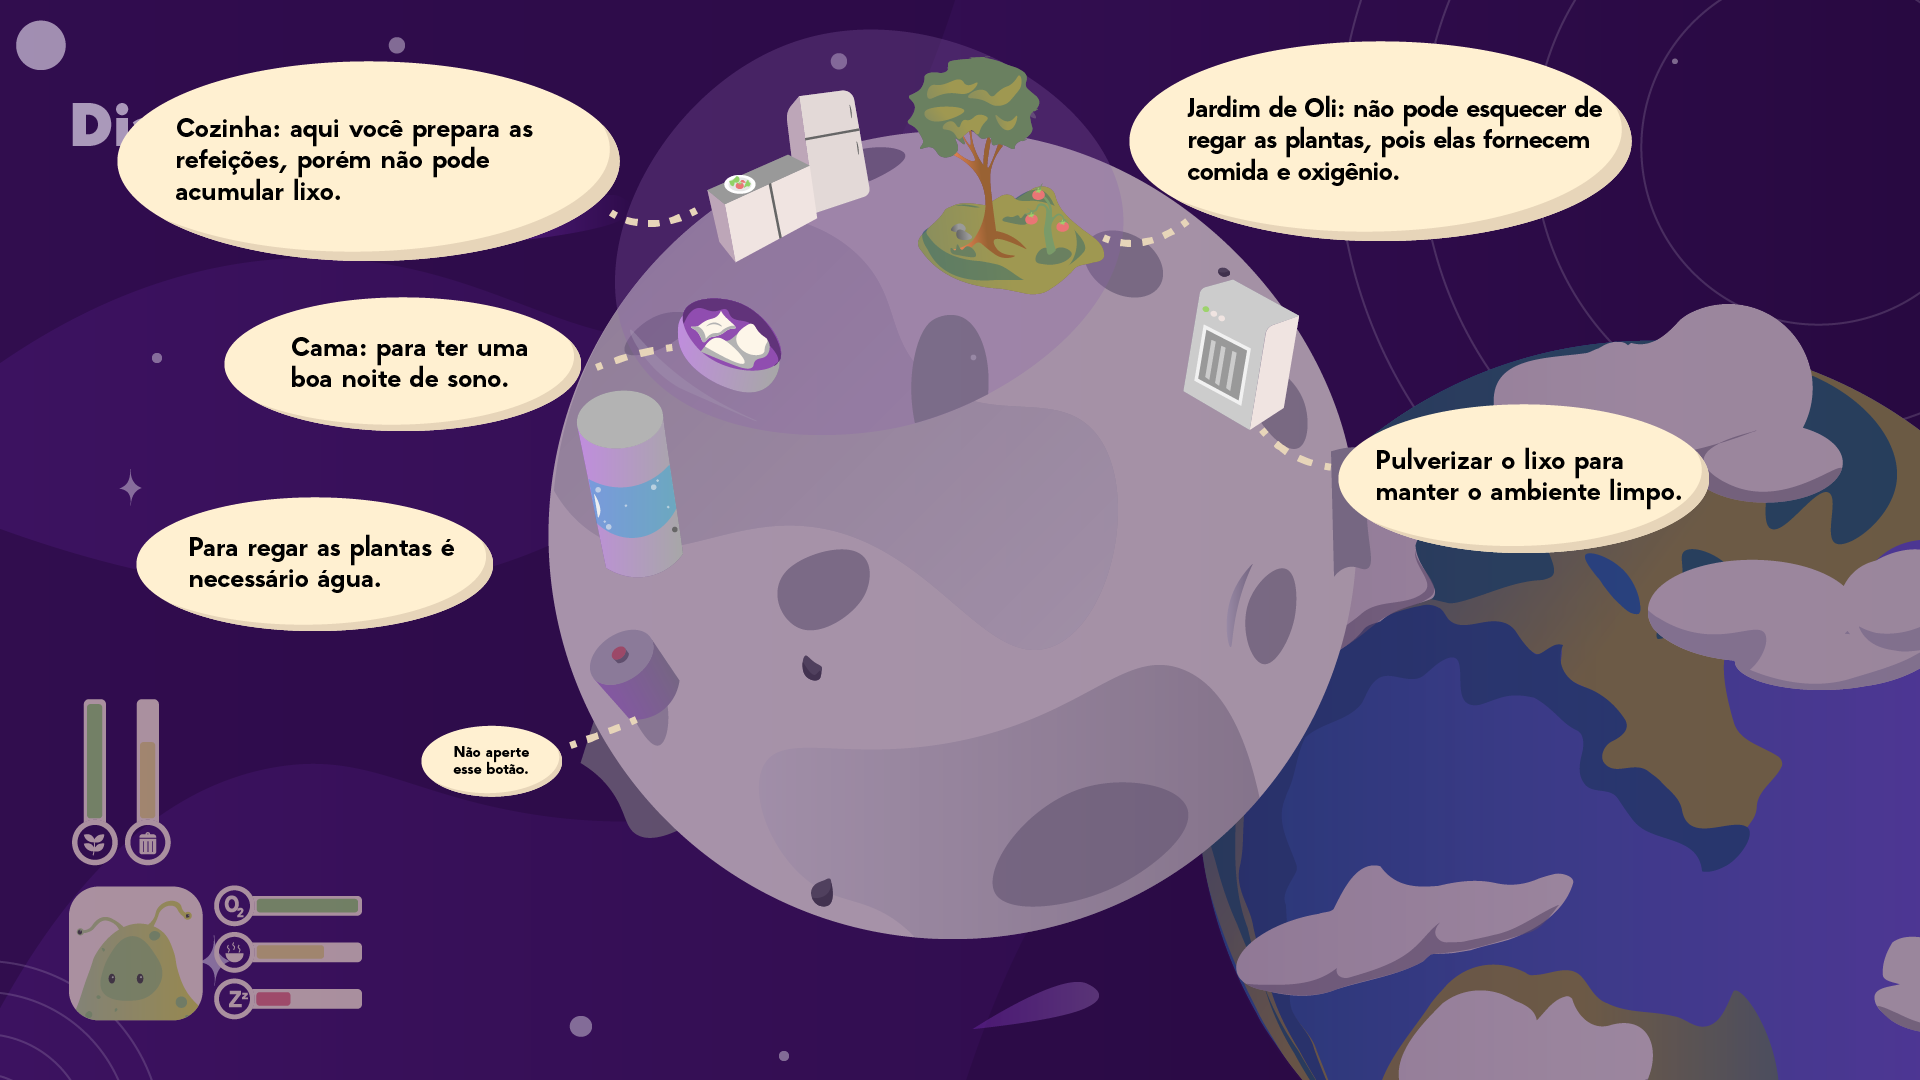 Cozinha: aqui você prepara as
refeições, porém não pode
acumular lixo.
Jardim de Oli: não pode esquecer de
regar as plantas, pois elas fornecem
comida e oxigênio.
Cama: para ter uma
boa noite de sono.
Pulverizar o lixo para
manter o ambiente limpo.
Para regar as plantas é
necessário água.
Não aperte
esse botão.
O2
Zz